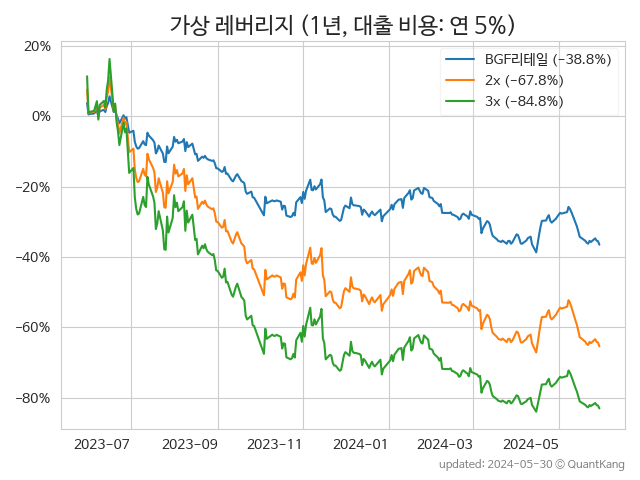 가상 레버리지 (1년, 대출 비용: 연 5%)
BGF리테일 (−38.8%)
2x (−67.8%)
3x (−84.8%)
20%
0%
−20%
−40%
−60%
−80%
2023-07 2023-09 2023-11 2024-01 2024-03 2024-05
updated: 2024-05-30 © QuantKang